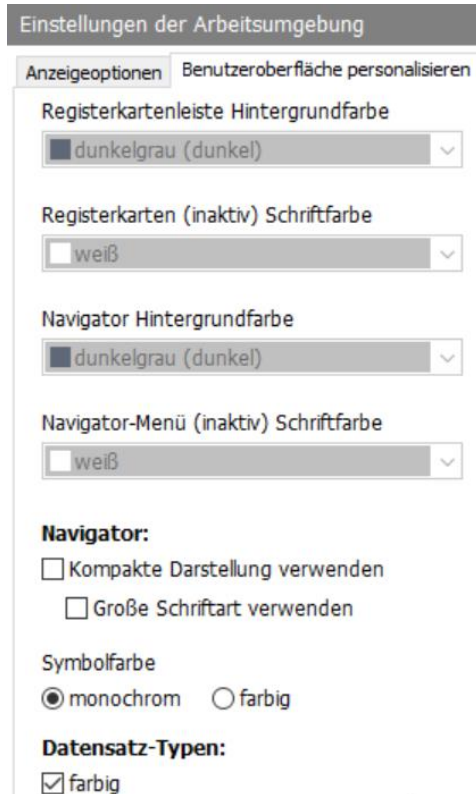 Einstellungen der Arbeitsumgebung
Anzeigeoptionen Benutzeroberfläche personalisieren
Registerkartenleiste Hintergrundfarbe
dunkelgrau (dunkel)
Registerkarten (inaktiv) Schriftfarbe
weiß
Navigator Hintergrundfarbe
dunkelgrau (dunkel)
Navigator-Menü (inaktiv) Schriftfarbe
weiß
Navigator:
Kompakte Darstellung verwenden
Große Schriftart verwenden
Symbolfarbe
monochrom farbig
Datensatz-Typen:
farbig